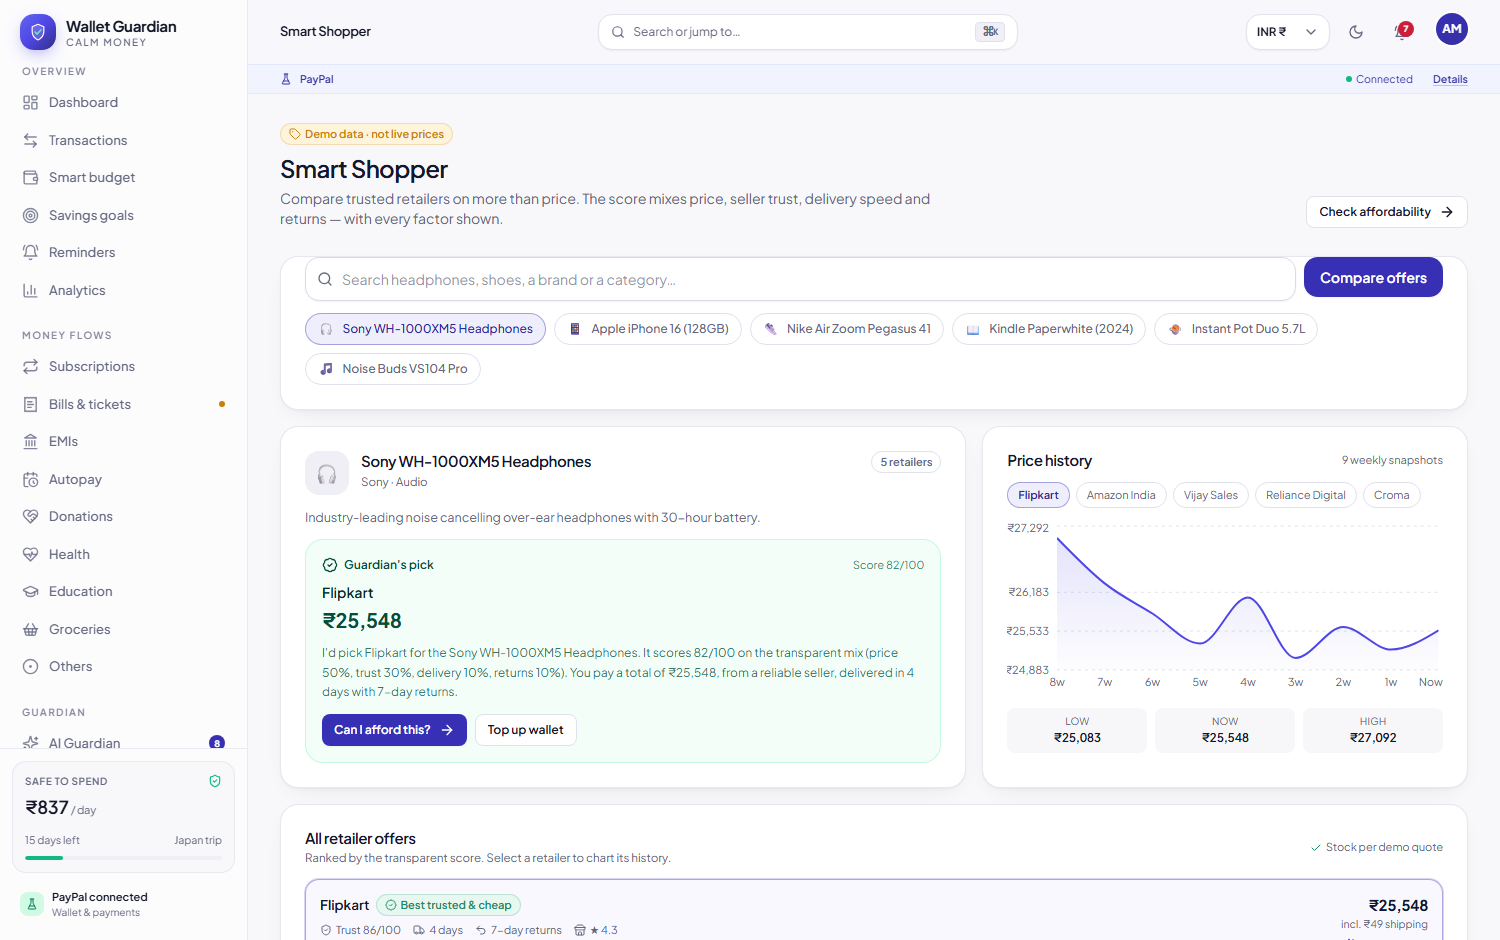 Wallet Guardian
CALM MONEY
OVERVIEW
Dashboard
Transactions
Smart budget
Savings goals
Reminders
Analytics
MONEY FLOWS
Subscriptions
Bills & tickets
EMIs
Autopay
Donations
Health
Education
Groceries
Others
GUARDIAN
AI Guardian 8
SAFE TO SPEND
₹837 / day
15 days left Japan trip
PayPal connected
Wallet & payments
Smart Shopper
Search or jump to...
⌘K
INR ₹
7
AM
PayPal
Connected Details
Demo data · not live prices
Smart Shopper
Compare trusted retailers on more than price. The score mixes price, seller trust, delivery speed and
returns — with every factor shown.
Check affordability →
Search headphones, shoes, a brand or a category...
Compare offers
Sony WH-1000XM5 Headphones
Apple iPhone 16 (128GB)
Nike Air Zoom Pegasus 41
Kindle Paperwhite (2024)
Instant Pot Duo 5.7L
Noise Buds VS104 Pro
Sony WH-1000XM5 Headphones
Sony · Audio
5 retailers
Industry-leading noise cancelling over-ear headphones with 30-hour battery.
Guardian's pick Score 82/100
Flipkart
₹25,548
I'd pick Flipkart for the Sony WH-1000XM5 Headphones. It scores 82/100 on the transparent mix (price
50%, trust 30%, delivery 10%, returns 10%). You pay a total of ₹25,548, from a reliable seller, delivered in 4
days with 7-day returns.
Can I afford this? →
Top up wallet
Price history 9 weekly snapshots
Flipkart Amazon India Vijay Sales Reliance Digital Croma
₹27,292
₹26,183
₹25,533
₹24,883
8w 7w 6w 5w 4w 3w 2w 1w Now
LOW
₹25,083
NOW
₹25,548
HIGH
₹27,092
All retailer offers
Ranked by the transparent score. Select a retailer to chart its history.
Stock per demo quote
Flipkart Best trusted & cheap ₹25,548
Trust 86/100 4 days 7-day returns ★ 4.3 incl. ₹49 shipping